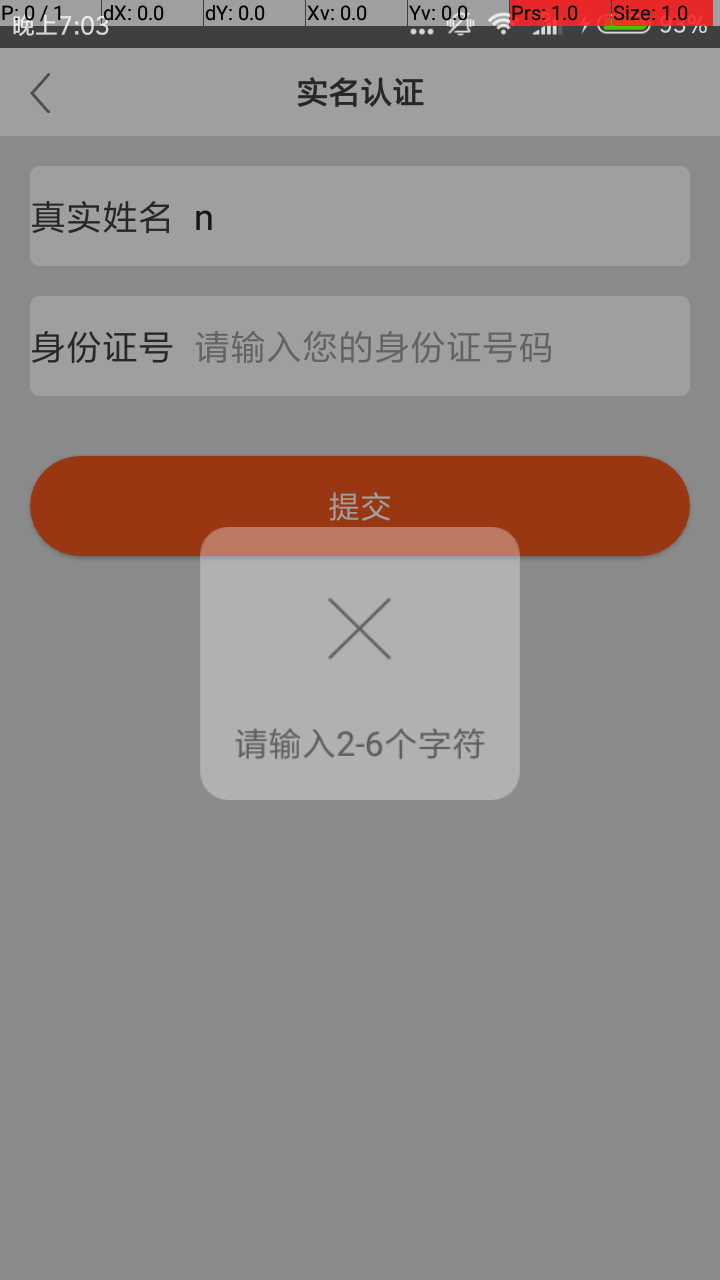 P: 0 / 1 dX: 0.0 dY: 0.0 Xv: 0.0 Yv: 0.0 Prs: 1.0 Size: 1.0
晚上7:03 93%
实名认证
真实姓名 n
身份证号 请输入您的身份证号码
提交
请输入2-6个字符